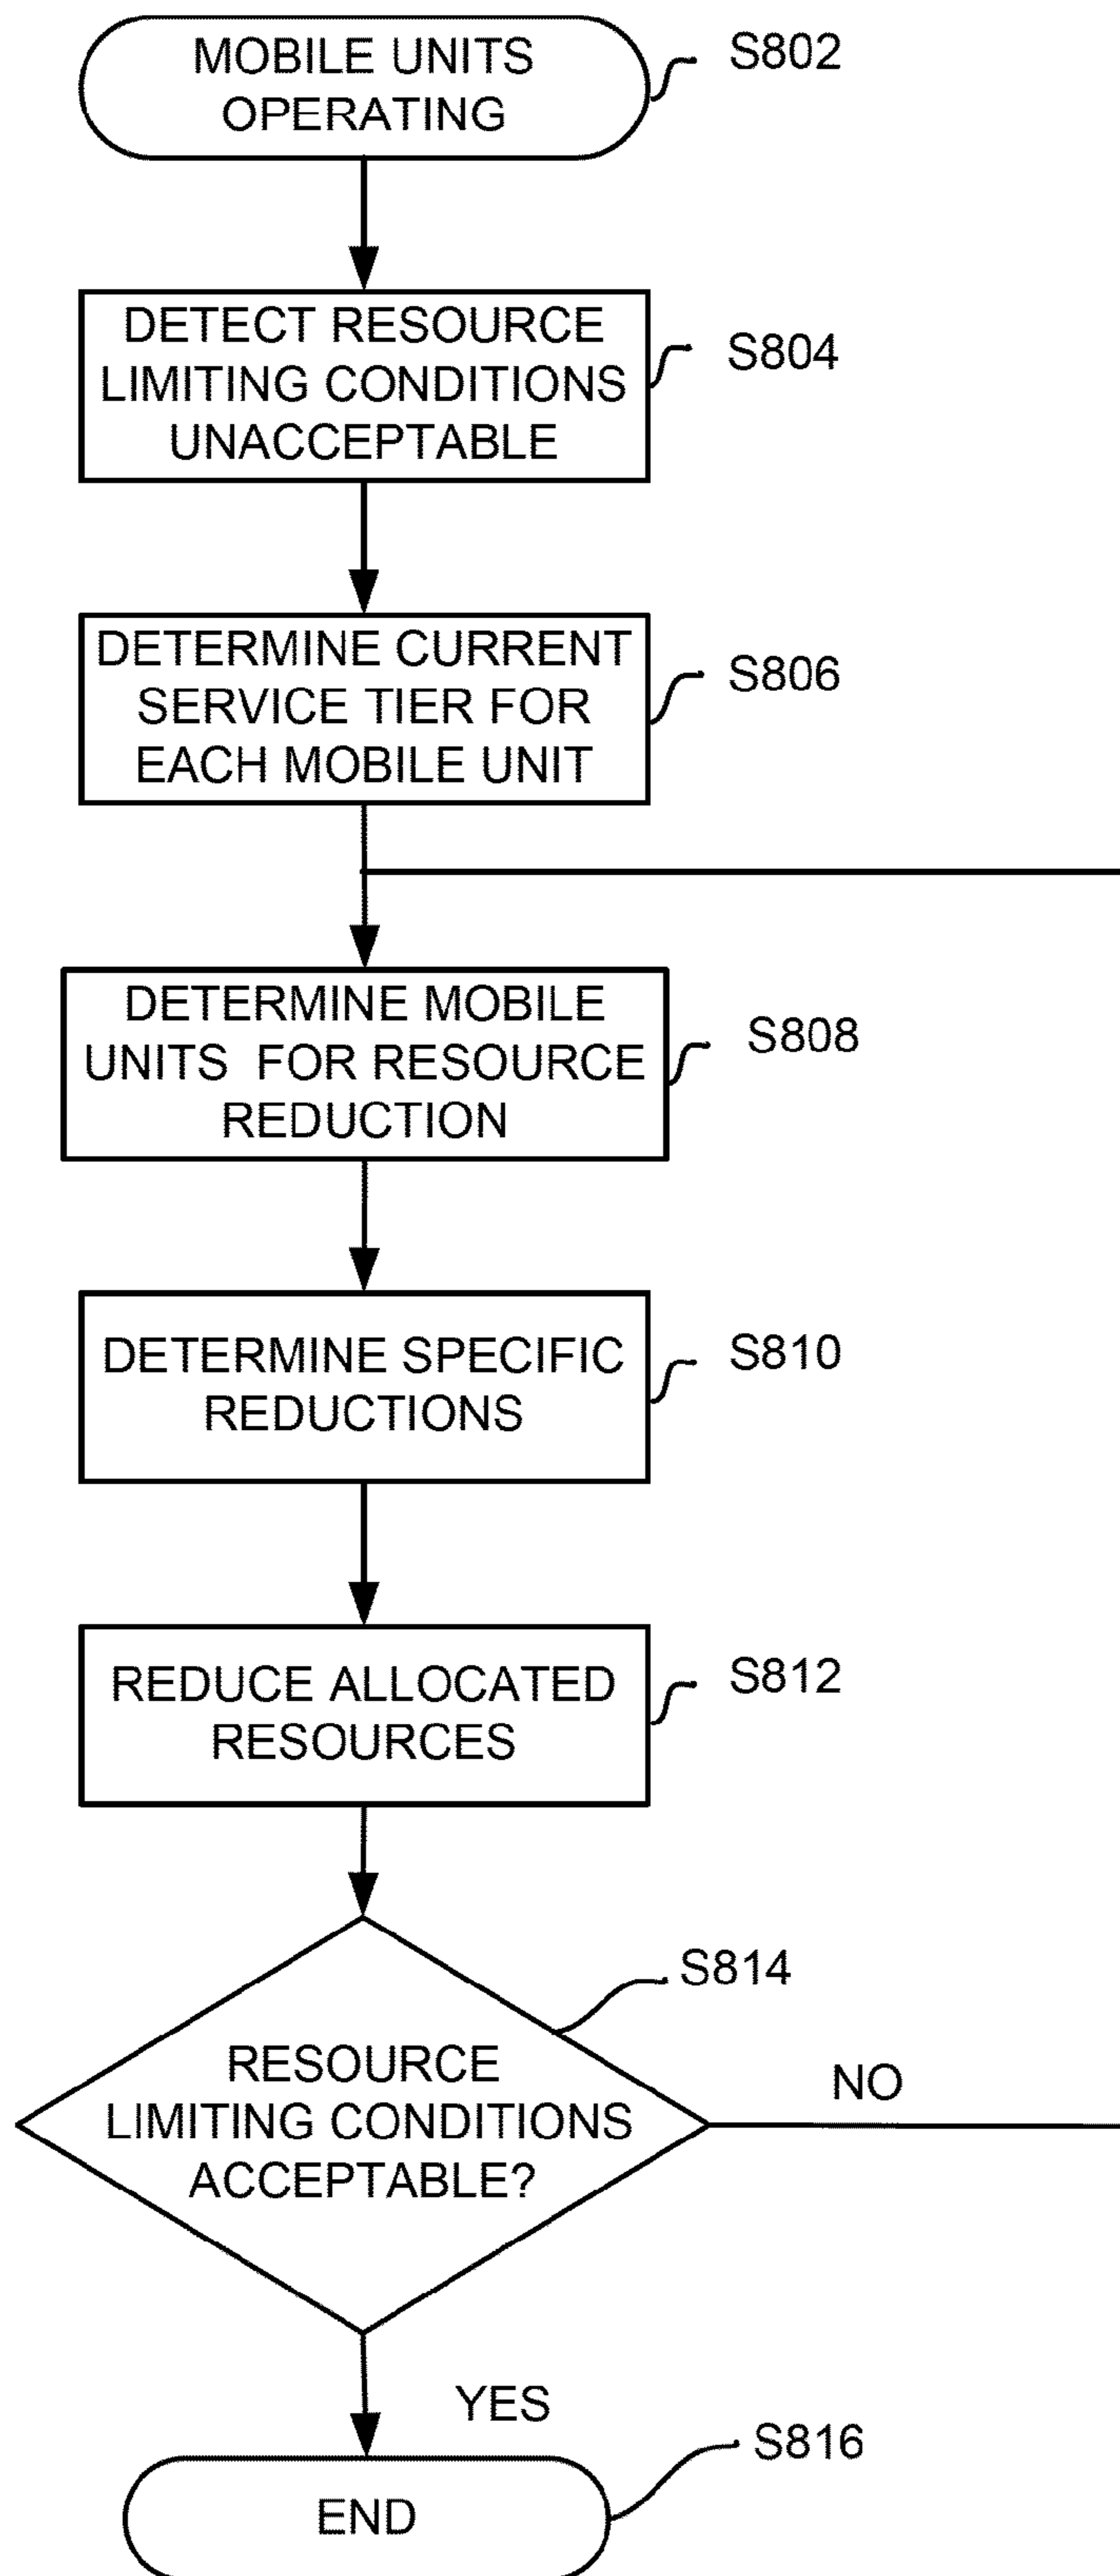 MOBILE UNITS
OPERATING
S802
DETECT RESOURCE
LIMITING CONDITIONS
UNACCEPTABLE
S804
DETERMINE CURRENT
SERVICE TIER FOR
EACH MOBILE UNIT
S806
DETERMINE MOBILE
UNITS FOR RESOURCE
REDUCTION
S808
DETERMINE SPECIFIC
REDUCTIONS
S810
REDUCE ALLOCATED
RESOURCES
S812
S814
RESOURCE
LIMITING CONDITIONS
ACCEPTABLE?
NO
YES
S816
END